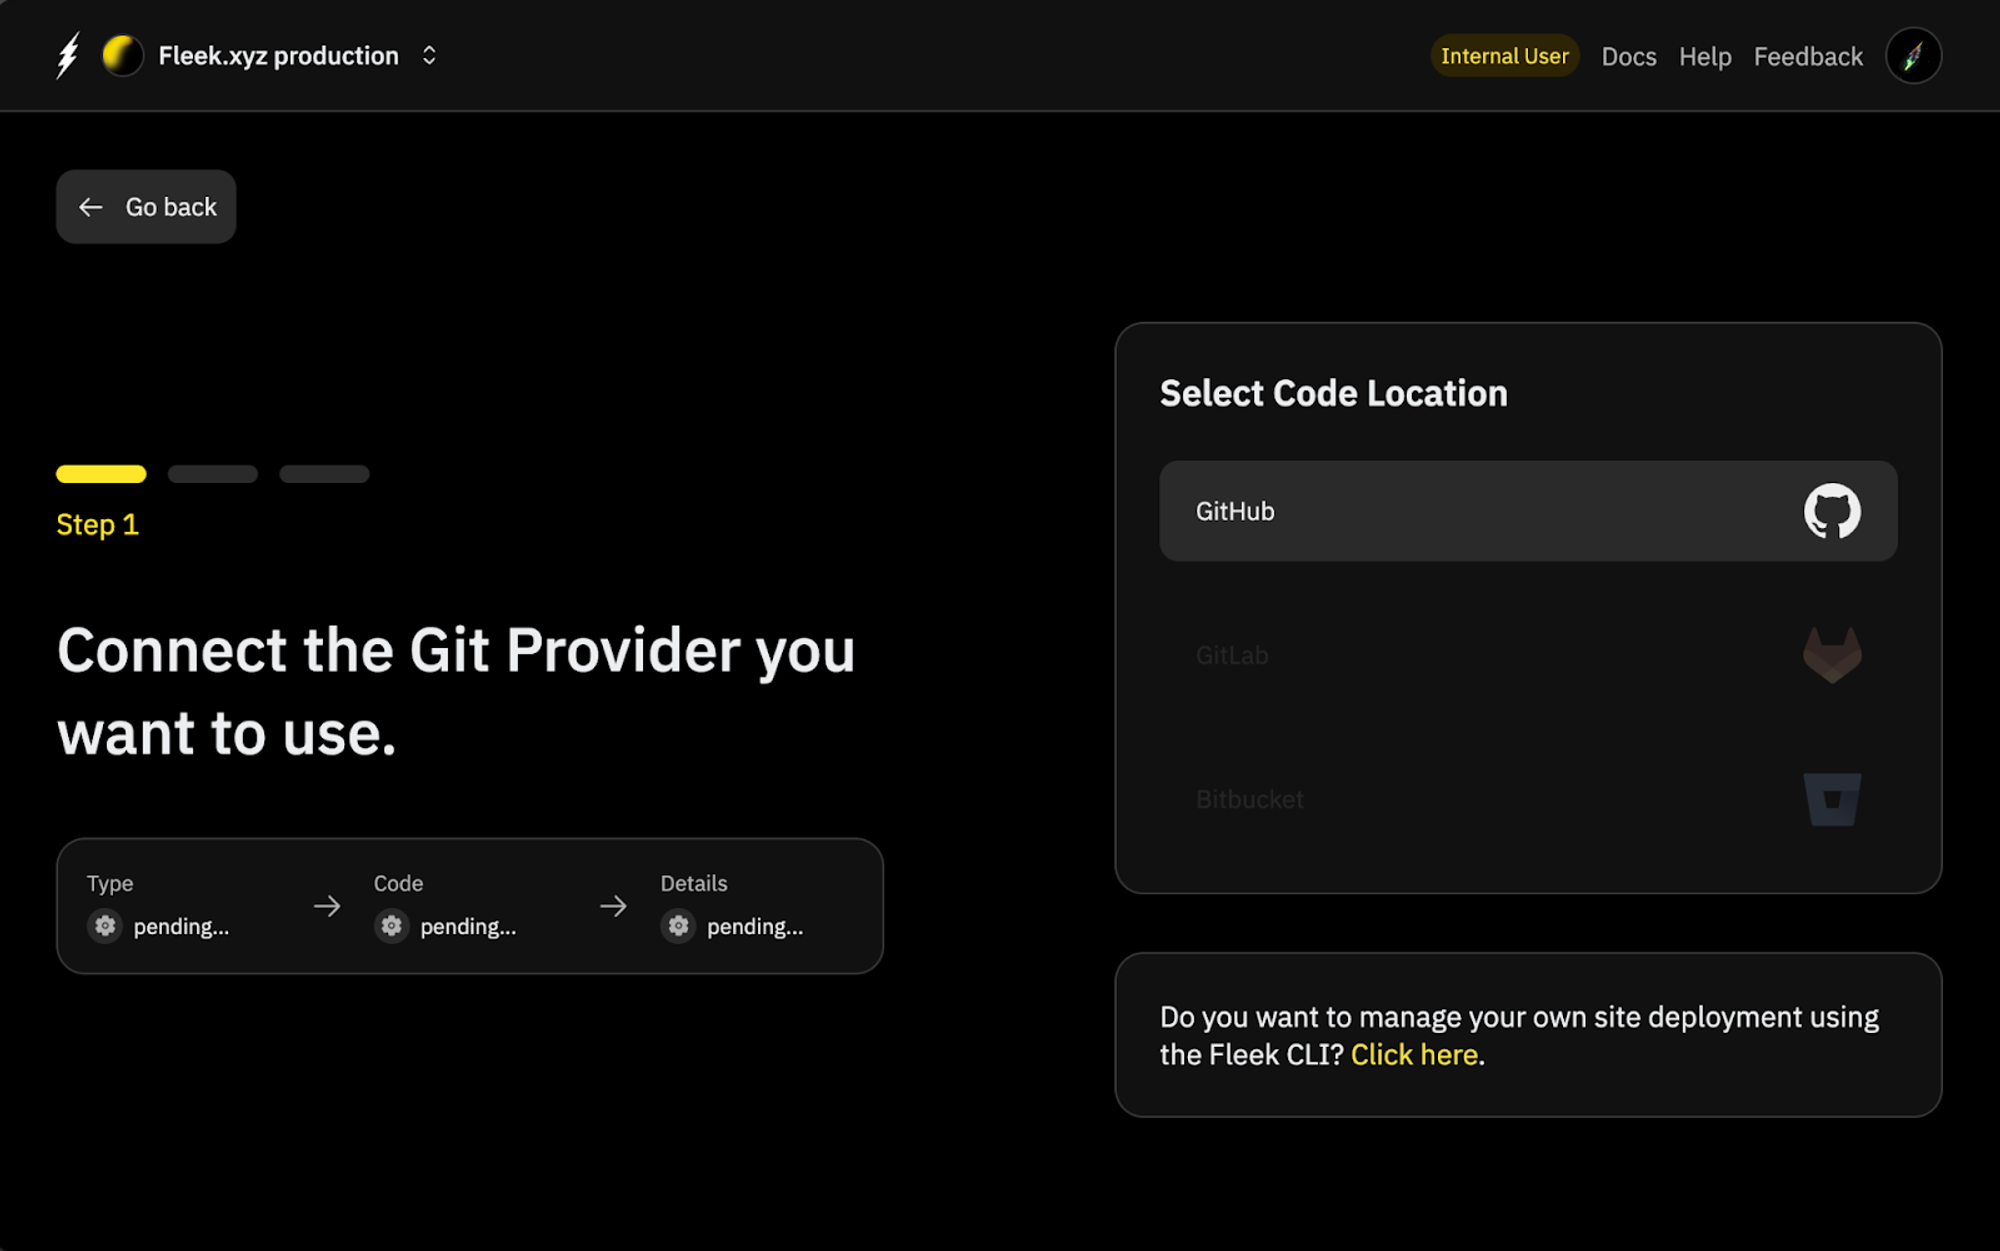 Fleek.xyz production
Internal User
Docs
Help
Feedback
Go back
Step 1
Connect the Git Provider you
want to use.
Type
pending...
Code
pending...
Details
pending...
Select Code Location
GitHub
GitLab
Bitbucket
Do you want to manage your own site deployment using
the Fleek CLI? Click here.